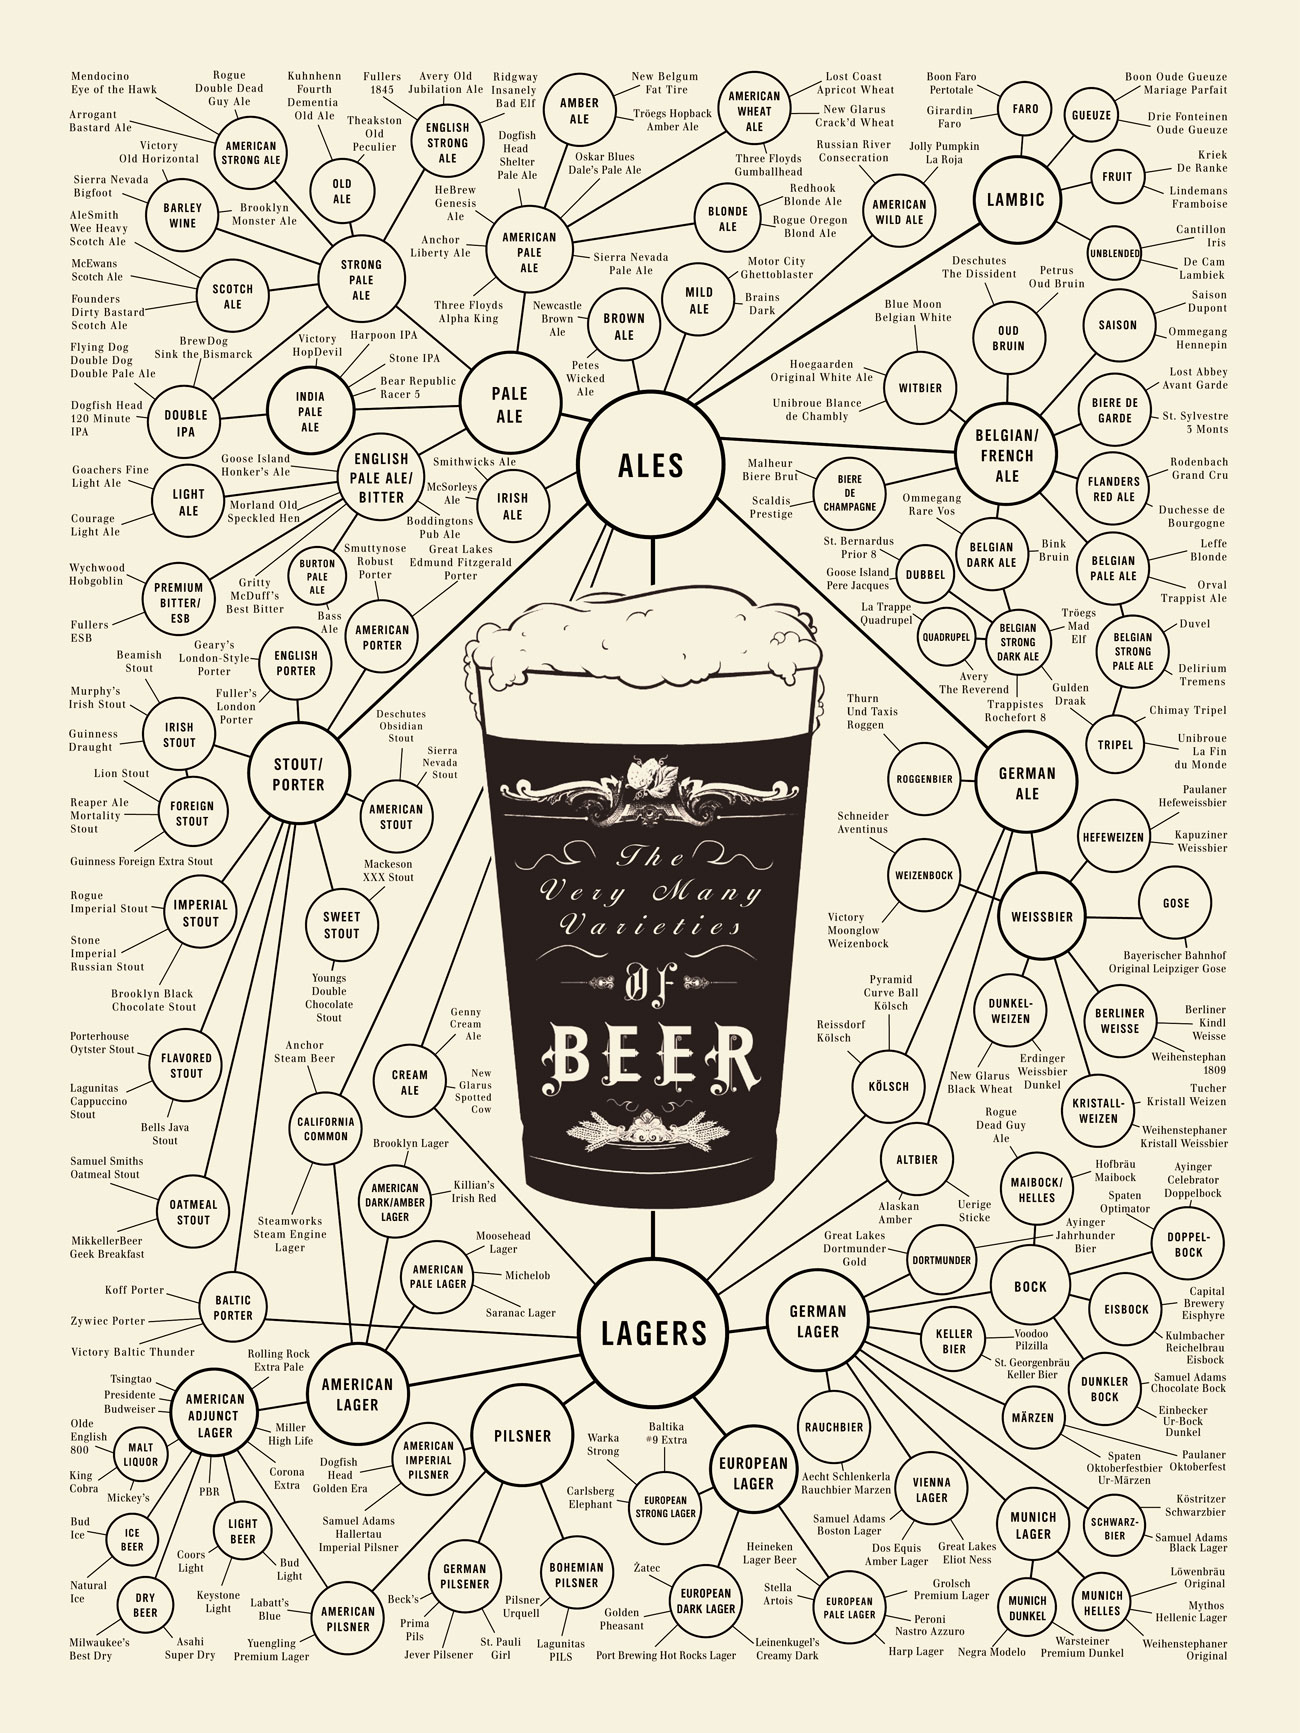 Mendocino
Eye of the Hawk
Rogue
Double Dead
Guy Ale
Kuhnhenn
Fourth
Dementia
Old Ale
Fullers
1845
Avery Old
Jubilation Ale
Ridgway
Insanely
Bad Elf
AMBER
ALE
New Belgum
Fat Tire
Tröegs Hopback
Amber Ale
AMERICAN
WHEAT
ALE
Lost Coast
Apricot Wheat
New Glarus
Crack'd Wheat
Three Floyds
Gumballhead
Boon Faro
Pertotale
Girardin
Faro
FARO
GUEUZE
Boon Oude Gueuze
Mariage Parfait
Drie Fonteinen
Oude Gueuze
Arrogant
Bastard Ale
Victory
Old Horizontal
AMERICAN
STRONG ALE
Theakston
Old
Peculier
ENGLISH
STRONG
ALE
Dogfish
Head
Shelter
Pale Ale
Oskar Blues
Dale's Pale Ale
Russian River
Consecration
Jolly Pumpkin
La Roja
AMERICAN
WILD ALE
LAMBIC
FRUIT
Kriek
De Ranke
Lindemans
Framboise
UNBLENDED
Cantillon
Iris
De Cam
Lambiek
Sierra Nevada
Bigfoot
BARLEY
WINE
Brooklyn
Monster Ale
OLD
ALE
HeBrew
Genesis
Ale
Anchor
Liberty Ale
AMERICAN
PALE
ALE
Sierra Nevada
Pale Ale
Three Floyds
Alpha King
BLONDE
ALE
Redhook
Blonde Ale
Rogue Oregon
Blond Ale
AleSmith
Wee Heavy
Scotch Ale
McEwans
Scotch Ale
Founders
Dirty Bastard
Scotch Ale
SCOTCH
ALE
STRONG
PALE
ALE
Newcastle
Brown
Ale
BROWN
ALE
Petes
Wicked
Ale
MILD
ALE
Motor City
Ghettoblaster
Brains
Dark
Deschutes
The Dissident
Petrus
Oud Bruin
OUD
BRUIN
Blue Moon
Belgian White
Hoegaarden
Original White Ale
Unibroue Blance
de Chambly
WITBIER
SAISON
Saison
Dupont
Ommegang
Hennepin
Flying Dog
Double Dog
Double Pale Ale
BrewDog
Sink the Bismarck
Dogfish Head
120 Minute
IPA
DOUBLE
IPA
Victory
HopDevil
Harpoon IPA
Stone IPA
Bear Republic
Racer 5
INDIA
PALE
ALE
PALE
ALE
ALES
BELGIAN/
FRENCH
ALE
BIERE DE
GARDE
Lost Abbey
Avant Garde
St. Sylvestre
3 Monts
FLANDERS
RED ALE
Rodenbach
Grand Cru
Duchesse de
Bourgogne
Goachers Fine
Light Ale
Courage
Light Ale
LIGHT
ALE
Goose Island
Honker's Ale
Morland Old
Speckled Hen
ENGLISH
PALE ALE/
BITTER
Smithwicks Ale
McSorleys
Ale
IRISH
ALE
Boddingtons
Pub Ale
Malheur
Biere Brut
Scaldis
Prestige
BIERE
DE
CHAMPAGNE
Ommegang
Rare Vos
BELGIAN
DARK ALE
Bink
Bruin
BELGIAN
PALE ALE
Leffe
Blonde
Orval
Trappist Ale
Wychwood
Hobgoblin
Fullers
ESB
PREMIUM
BITTER/
ESB
Gritty
McDuff's
Best Bitter
BURTON
PALE
ALE
Bass
Ale
Smuttynose
Robust
Porter
Great Lakes
Edmund Fitzgerald
Porter
AMERICAN
PORTER
St. Bernardus
Prior 8
Goose Island
Pere Jacques
DUBBEL
La Trappe
Quadrupel
QUADRUPEL
Avery
The Reverend
BELGIAN
STRONG
DARK ALE
Tröegs
Mad
Elf
Trappistes
Rochefort 8
Gulden
Draak
BELGIAN
STRONG
PALE ALE
Duvel
Delirium
Tremens
TRIPEL
Chimay Tripel
Unibroue
La Fin
du Monde
Geary's
London-Style
Porter
ENGLISH
PORTER
Fuller's
London
Porter
Beamish
Stout
Murphy's
Irish Stout
Guinness
Draught
IRISH
STOUT
STOUT/
PORTER
Lion Stout
Reaper Ale
Mortality
Stout
Guinness Foreign Extra Stout
FOREIGN
STOUT
Deschutes
Obsidian
Stout
Sierra
Nevada
Stout
AMERICAN
STOUT
Thurn
Und Taxis
Roggen
ROGGENBIER
GERMAN
ALE
Schneider
Aventinus
WEIZENBOCK
Victory
Moonglow
Weizenbock
HEFEWEIZEN
Paulaner
Hefeweissbier
Kapuziner
Weissbier
WEISSBIER
GOSE
Bayerischer Bahnhof
Original Leipziger Gose
Rogue
Imperial Stout
Stone
Imperial
Russian Stout
Brooklyn Black
Chocolate Stout
IMPERIAL
STOUT
Mackeson
XXX Stout
SWEET
STOUT
Youngs
Double
Chocolate
Stout
The
Very Many
Varieties
OF
BEER
Pyramid
Curve Ball
Kölsch
Reissdorf
Kölsch
KÖLSCH
DUNKEL-
WEIZEN
New Glarus
Black Wheat
Erdinger
Weissbier
Dunkel
BERLINER
WEISSE
Berliner
Kindl
Weisse
Weihenstephan
1809
KRISTALL-
WEIZEN
Tucher
Kristall Weizen
Weihenstephaner
Kristall Weissbier
Porterhouse
Oytster Stout
Lagunitas
Cappuccino
Stout
Bells Java
Stout
FLAVORED
STOUT
Anchor
Steam Beer
CALIFORNIA
COMMON
Steamworks
Steam Engine
Lager
CREAM
ALE
Genny
Cream
Ale
New
Glarus
Spotted
Cow
Samuel Smiths
Oatmeal Stout
MikkellerBeer
Geek Breakfast
OATMEAL
STOUT
Brooklyn Lager
AMERICAN
DARK/AMBER
LAGER
Killian's
Irish Red
AMERICAN
PALE LAGER
Moosehead
Lager
Michelob
Saranac Lager
ALTBIER
Alaskan
Amber
Uerige
Sticke
Rogue
Dead Guy
Ale
MAIBOCK/
HELLES
Hofbräu
Maibock
Spaten
Optimator
Ayinger
Celebrator
Doppelbock
DOPPEL-
BOCK
Great Lakes
Dortmunder
Gold
DORTMUNDER
Ayinger
Jahrhunder
Bier
BOCK
EISBOCK
Capital
Brewery
Eisphyre
Kulmbacher
Reichelbrau
Eisbock
Koff Porter
Zywiec Porter
Victory Baltic Thunder
BALTIC
PORTER
LAGERS
GERMAN
LAGER
KELLER
BIER
Voodoo
Pilzilla
St. Georgenbräu
Keller Bier
DUNKLER
BOCK
Samuel Adams
Chocolate Bock
Einbecker
Ur-Bock
Dunkel
Rolling Rock
Extra Pale
Tsingtao
Presidente
Budweiser
AMERICAN
ADJUNCT
LAGER
Miller
High Life
Corona
Extra
PBR
AMERICAN
LAGER
Olde
English
800
King
Cobra
MALT
LIQUOR
Mickey's
PILSNER
AMERICAN
IMPERIAL
PILSNER
Dogfish
Head
Golden Era
Samuel Adams
Hallertau
Imperial Pilsner
Warka
Strong
Baltika
#9 Extra
Carlsberg
Elephant
EUROPEAN
STRONG LAGER
EUROPEAN
LAGER
RAUCHBIER
Aecht Schlenkerla
Rauchbier Marzen
MÄRZEN
Spaten
Oktoberfestbier
Ur-Märzen
Paulaner
Oktoberfest
VIENNA
LAGER
Samuel Adams
Boston Lager
Dos Equis
Amber Lager
Great Lakes
Eliot Ness
MUNICH
LAGER
SCHWARZ-
BIER
Köstritzer
Schwarzbier
Samuel Adams
Black Lager
Bud
Ice
Natural
Ice
ICE
BEER
LIGHT
BEER
Coors
Light
Keystone
Light
Bud
Light
DRY
BEER
Milwaukee's
Best Dry
Asahi
Super Dry
Labatt's
Blue
Yuengling
Premium Lager
AMERICAN
PILSNER
GERMAN
PILSENER
Beck's
Prima
Pils
Jever Pilsener
St. Pauli
Girl
BOHEMIAN
PILSNER
Pilsner
Urquell
Lagunitas
PILS
Žatec
Golden
Pheasant
Port Brewing Hot Rocks Lager
EUROPEAN
DARK LAGER
Leinenkugel's
Creamy Dark
Heineken
Lager Beer
Stella
Artois
EUROPEAN
PALE LAGER
Grolsch
Premium Lager
Peroni
Nastro Azzuro
Harp Lager
MUNICH
DUNKEL
Negra Modelo
Warsteiner
Premium Dunkel
MUNICH
HELLES
Löwenbräu
Original
Mythos
Hellenic Lager
Weihenstephaner
Original